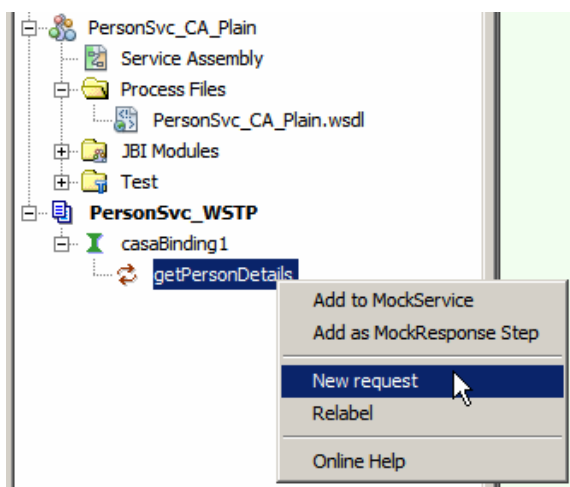 PersonSvc_CA_Plain
Service Assembly
Process Files
PersonSvc_CA_Plain.wsdl
JBI Modules
Test
PersonSvc_WSTP
casaBinding1
getPersonDetails
Add to MockService
Add as MockResponse Step
New request
Relabel
Online Help